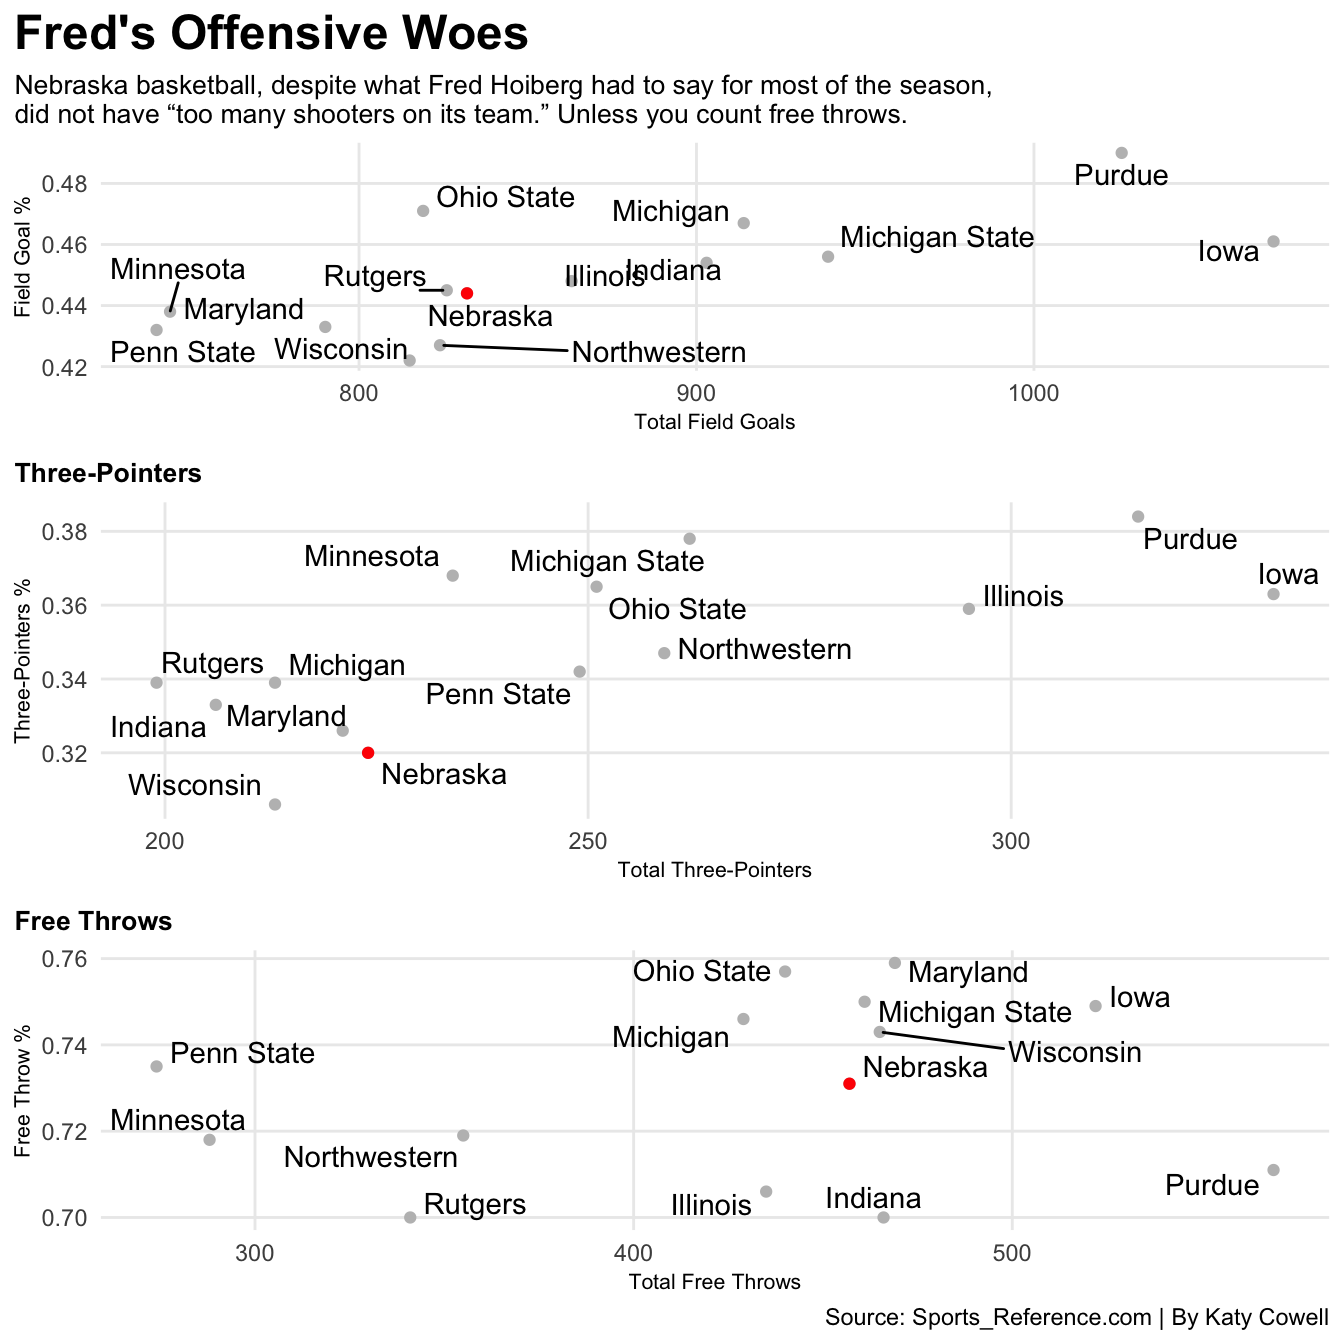 Fred's Offensive Woes
Nebraska basketball, despite what Fred Hoiberg had to say for most of the season,
did not have “too many shooters on its team.” Unless you count free throws.
Field Goal %
0.48
0.46
0.44
0.42
Purdue
Ohio State
Michigan
Michigan State
Iowa
Minnesota
Rutgers
Illinois
Indiana
Maryland
Nebraska
Penn State
Wisconsin
Northwestern
800
900
1000
Total Field Goals
Three-Pointers
Three-Pointers %
0.38
0.36
0.34
0.32
Purdue
Minnesota
Michigan State
Iowa
Illinois
Ohio State
Northwestern
Rutgers
Michigan
Penn State
Indiana
Maryland
Nebraska
Wisconsin
200
250
300
Total Three-Pointers
Free Throws
Free Throw %
0.76
0.74
0.72
0.70
Ohio State
Maryland
Iowa
Michigan State
Michigan
Penn State
Wisconsin
Nebraska
Minnesota
Northwestern
Purdue
Rutgers
Illinois
Indiana
300
400
500
Total Free Throws
Source: Sports_Reference.com | By Katy Cowell